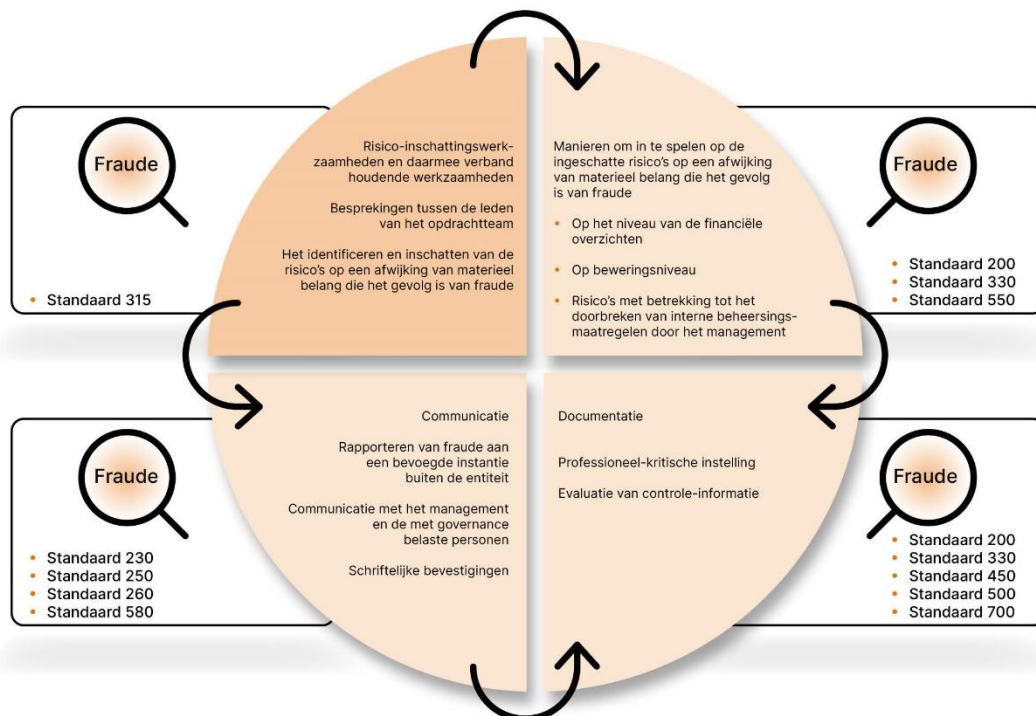 Fraude
• Standaard 315
Risico-inschattingswerk-
zaamheden en daarmee verband
houdende werkzaamheden
Besprekingen tussen de leden
van het opdrachtteam
Het identificeren en inschatten van de
risico's op een afwijking van materieel
belang die het gevolg is van fraude
Manieren om in te spelen op de
ingeschatte risico's op een afwijking
van materieel belang die het gevolg
is van fraude
• Op het niveau van de financiële
overzichten
• Op beweringsniveau
• Risico's met betrekking tot het
doorbreken van interne beheersings-
maatregelen door het management
Fraude
• Standaard 200
• Standaard 330
• Standaard 550
Fraude
• Standaard 230
• Standaard 250
• Standaard 260
• Standaard 580
Communicatie
Rapporteren van fraude aan
een bevoegde instantie
buiten de entiteit
Communicatie met het management
en de met governance
belaste personen
Schriftelijke bevestigingen
Documentatie
Professioneel-kritische instelling
Evaluatie van controle-informatie
Fraude
• Standaard 200
• Standaard 330
• Standaard 450
• Standaard 500
• Standaard 700